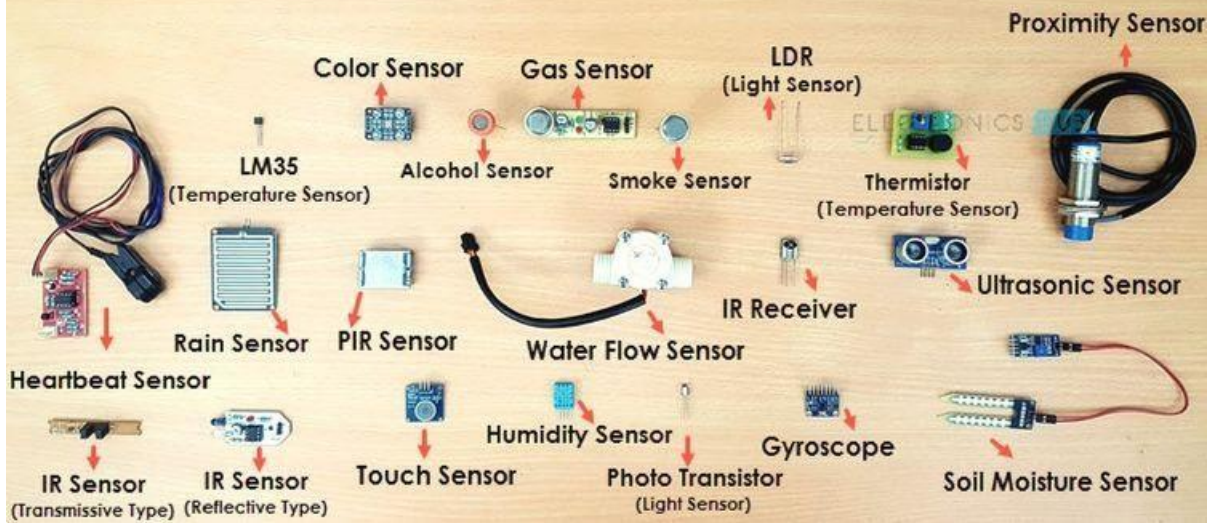 Proximity Sensor
Color Sensor
Gas Sensor
LDR
(Light Sensor)
ELECTRONICS HUB
LM35
(Temperature Sensor)
Alcohol Sensor
Smoke Sensor
Thermistor
(Temperature Sensor)
Rain Sensor
PIR Sensor
Water Flow Sensor
IR Receiver
Ultrasonic Sensor
Heartbeat Sensor
IR Sensor
(Transmissive Type)
IR Sensor
(Reflective Type)
Touch Sensor
Humidity Sensor
Photo Transistor
(Light Sensor)
Gyroscope
Soil Moisture Sensor